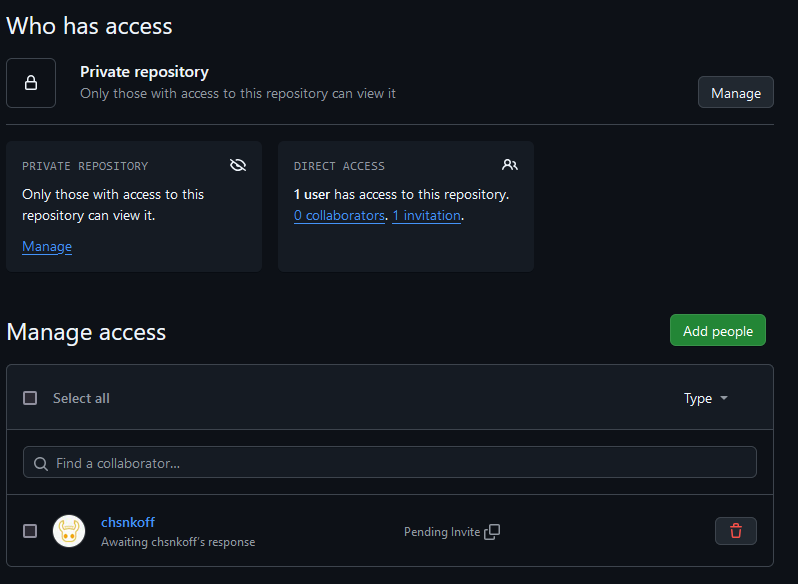 Who has access
Private repository
Only those with access to this repository can view it
Manage
PRIVATE REPOSITORY
Only those with access to this
repository can view it.
Manage
DIRECT ACCESS
1 user has access to this repository.
0 collaborators. 1 invitation.
Manage access
Add people
Select all
Type
Find a collaborator...
chsnkoff
Awaiting chsnkoff's response
Pending Invite